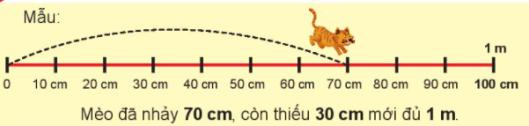 Mẫu:
1 m
0 10 cm 20 cm 30 cm 40 cm 50 cm 60 cm 70 cm 80 cm 90 cm 100 cm
Mèo đã nhảy 70 cm, còn thiếu 30 cm mới đủ 1 m.